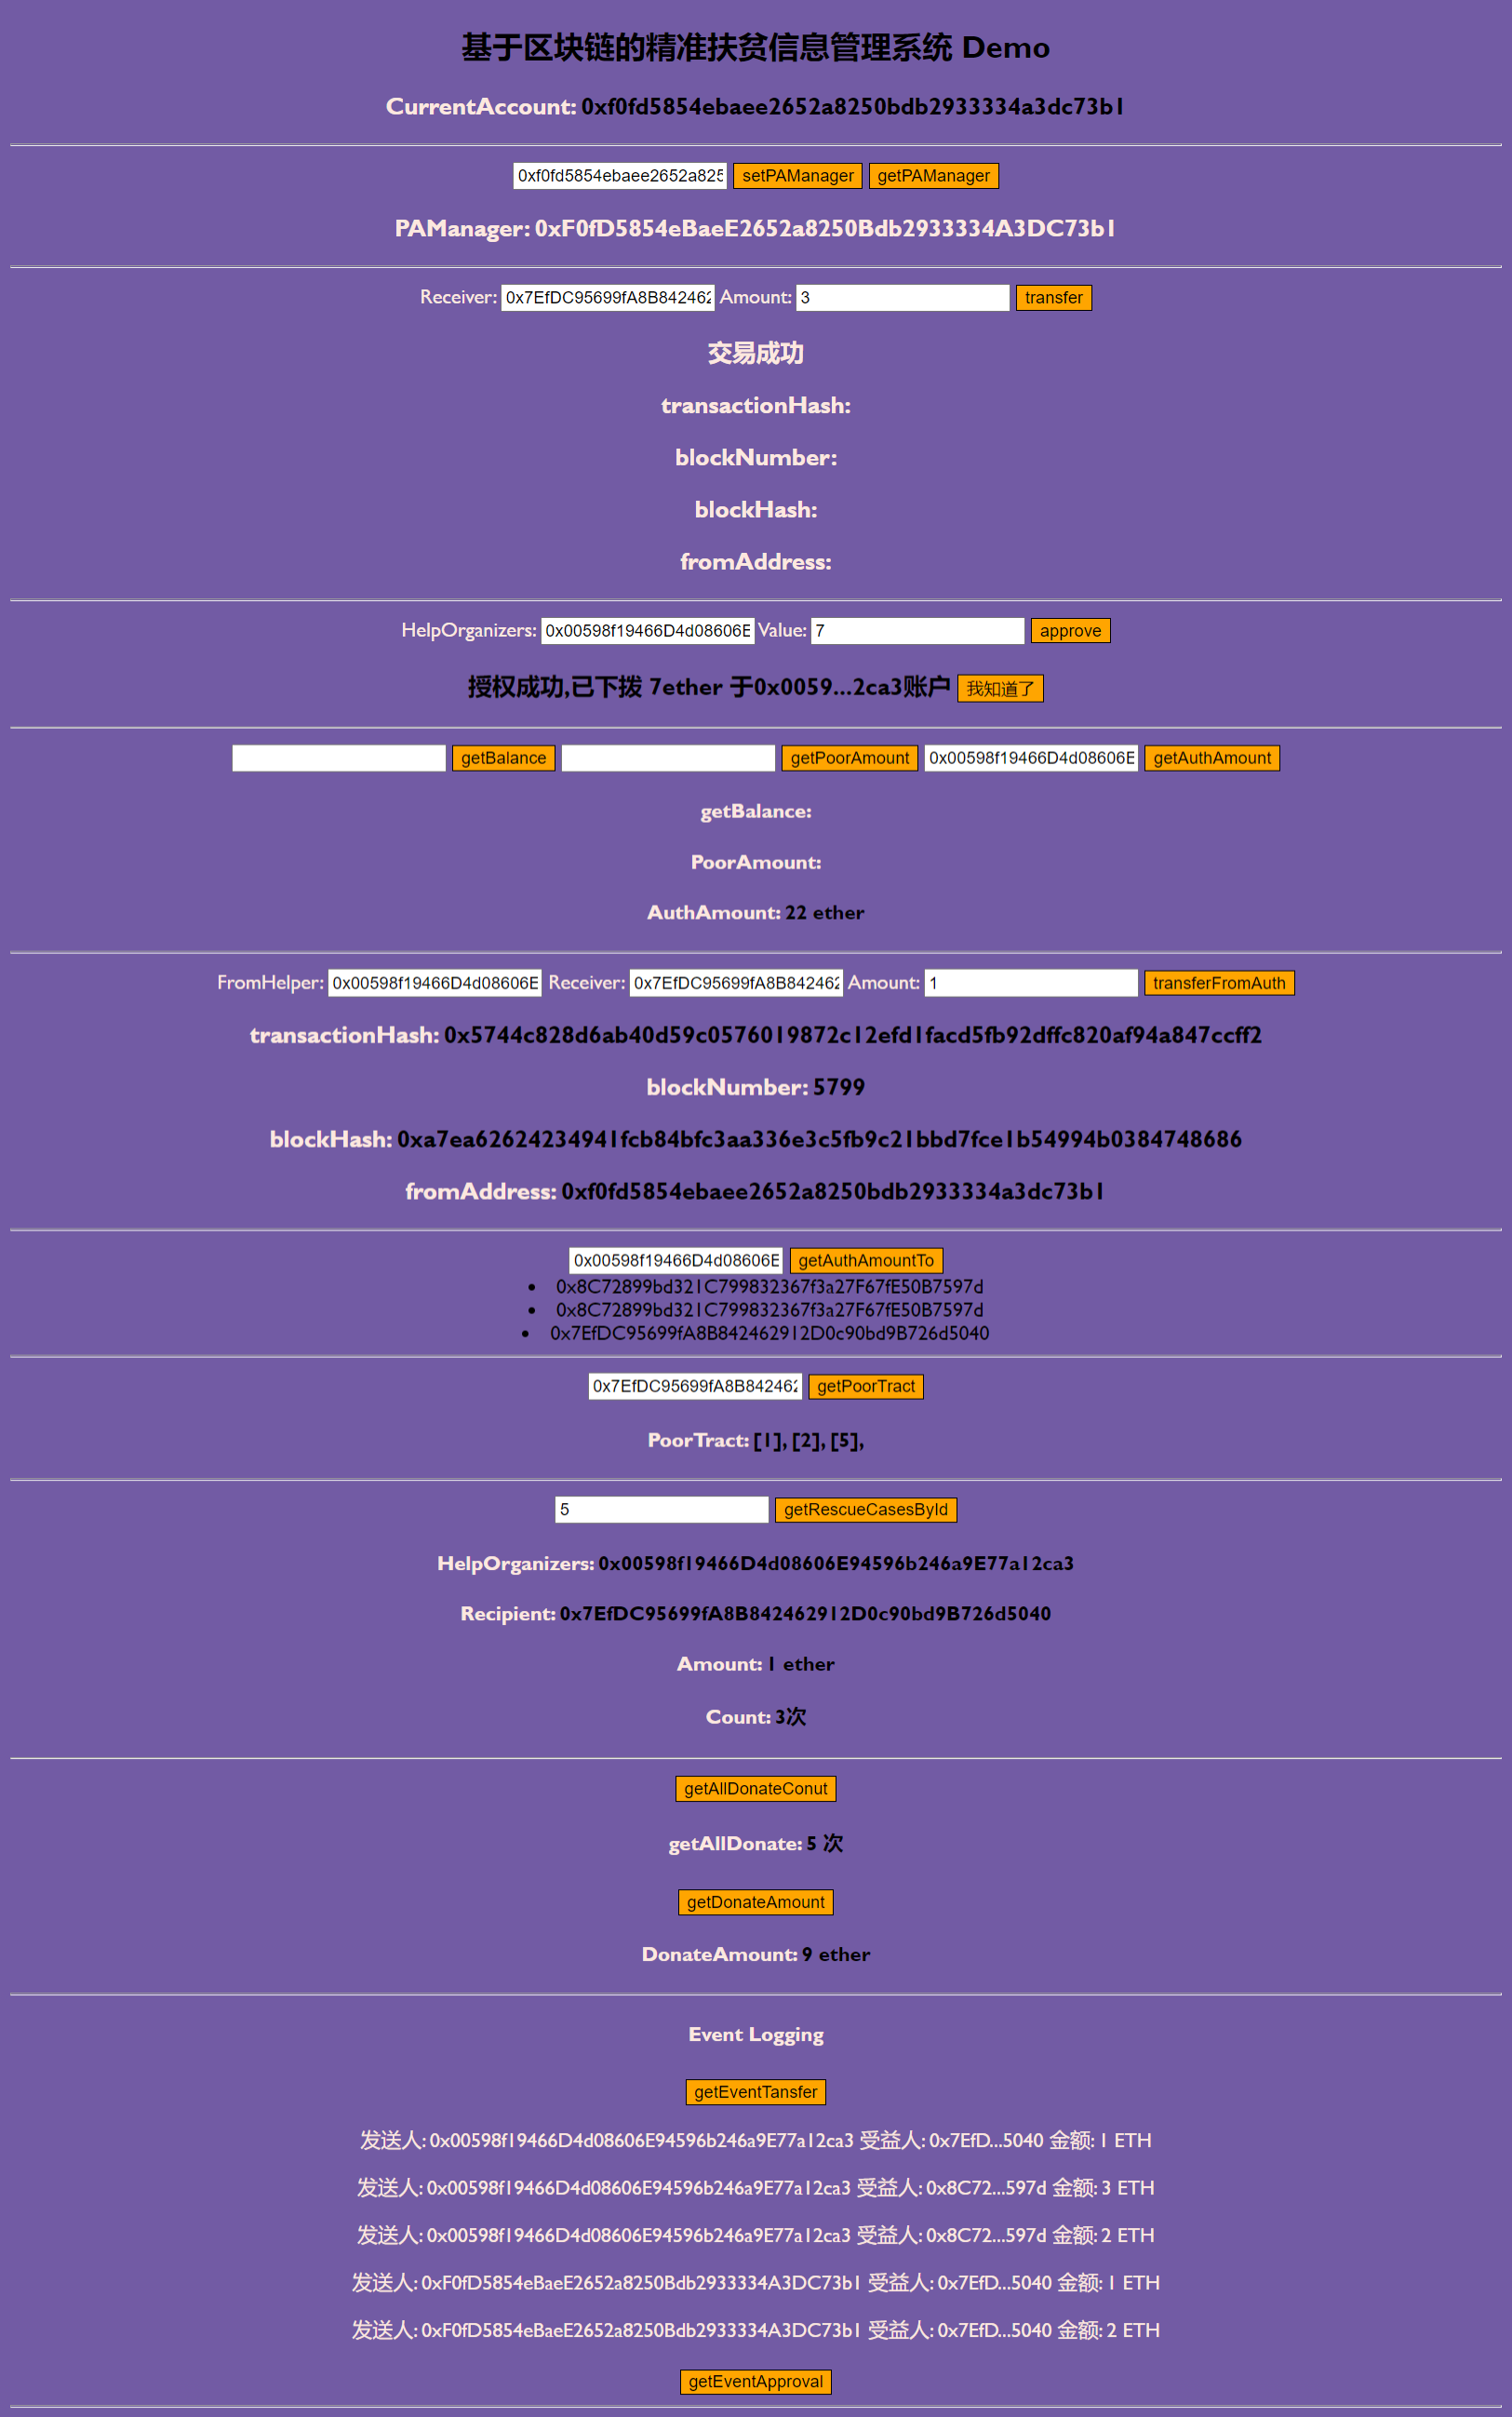 基于区块链的精准扶贫信息管理系统 Demo
CurrentAccount: 0xf0fd5854ebaee2652a8250bdb2933334a3dc73b1
0xf0fd5854ebaee2652a825 setPAManager getPAManager
PAManager: 0xF0fD5854eBaeE2652a8250Bdb2933334A3DC73b1
Receiver: 0x7EfDC95699fA8B842462 Amount: 3 transfer
交易成功
transactionHash:
blockNumber:
blockHash:
fromAddress:
HelpOrganizers: 0x00598f19466D4d08606E Value: 7 approve
授权成功,已下拨 7ether 于0x0059...2ca3账户 我知道了
getBalance getPoorAmount 0x00598f19466D4d08606E getAuthAmount
getBalance:
PoorAmount:
AuthAmount: 22 ether
FromHelper: 0x00598f19466D4d08606E Receiver: 0x7EfDC95699fA8B842462 Amount: 1 transferFromAuth
transactionHash: 0x5744c828d6ab40d59c0576019872c12efd1facd5fb92dffc820af94a847ccff2
blockNumber: 5799
blockHash: 0xa7ea6262423494​1fcb84bfc3aa336e3c5fb9c21bbd7fce1b54994b0384748686
fromAddress: 0xf0fd5854ebaee2652a8250bdb2933334a3dc73b1
0x00598f19466D4d08606E getAuthAmountTo
• 0x8C72899bd321C799832367f3a27F67fE50B7597d
• 0x8C72899bd321C799832367f3a27F67fE50B7597d
• 0x7EfDC95699fA8B842462912D0c90bd9B726d5040
0x7EfDC95699fA8B842462 getPoorTract
PoorTract: [1], [2], [5],
5 getRescueCasesById
HelpOrganizers: 0x00598f19466D4d08606E94596b246a9E77a12ca3
Recipient: 0x7EfDC95699fA8B842462912D0c90bd9B726d5040
Amount: 1 ether
Count: 3次
getAllDonateConut
getAllDonate: 5 次
getDonateAmount
DonateAmount: 9 ether
Event Logging
getEventTansfer
发送人: 0x00598f19466D4d08606E94596b246a9E77a12ca3 受益人: 0x7EfD...5040 金额: 1 ETH
发送人: 0x00598f19466D4d08606E94596b246a9E77a12ca3 受益人: 0x8C72...597d 金额: 3 ETH
发送人: 0x00598f19466D4d08606E94596b246a9E77a12ca3 受益人: 0x8C72...597d 金额: 2 ETH
发送人: 0xF0fD5854eBaeE2652a8250Bdb2933334A3DC73b1 受益人: 0x7EfD...5040 金额: 1 ETH
发送人: 0xF0fD5854eBaeE2652a8250Bdb2933334A3DC73b1 受益人: 0x7EfD...5040 金额: 2 ETH
getEventApproval